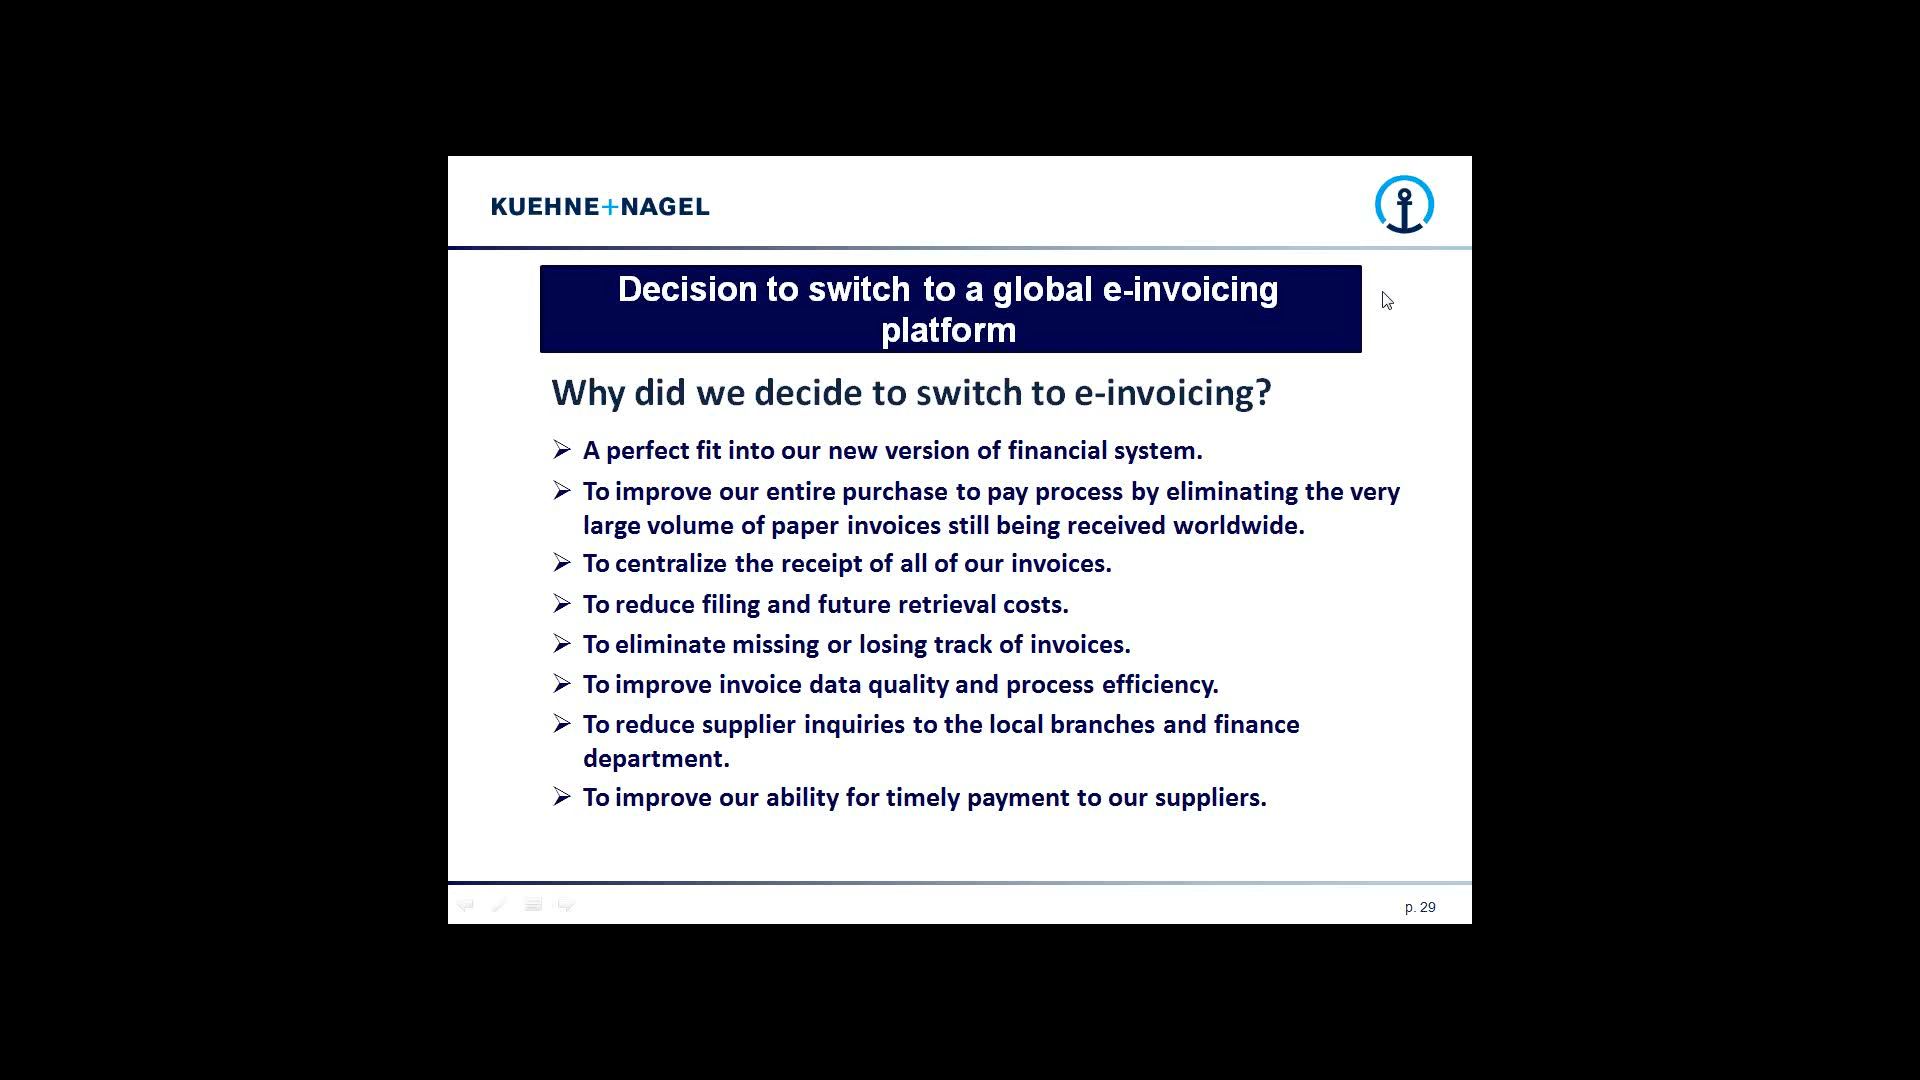 KUEHNE+NAGEL
Decision to switch to a global e-invoicing
platform
Why did we decide to switch to e-invoicing?
➢ A perfect fit into our new version of financial system.
➢ To improve our entire purchase to pay process by eliminating the very
large volume of paper invoices still being received worldwide.
➢ To centralize the receipt of all of our invoices.
➢ To reduce filing and future retrieval costs.
➢ To eliminate missing or losing track of invoices.
➢ To improve invoice data quality and process efficiency.
➢ To reduce supplier inquiries to the local branches and finance
department.
➢ To improve our ability for timely payment to our suppliers.
p. 29